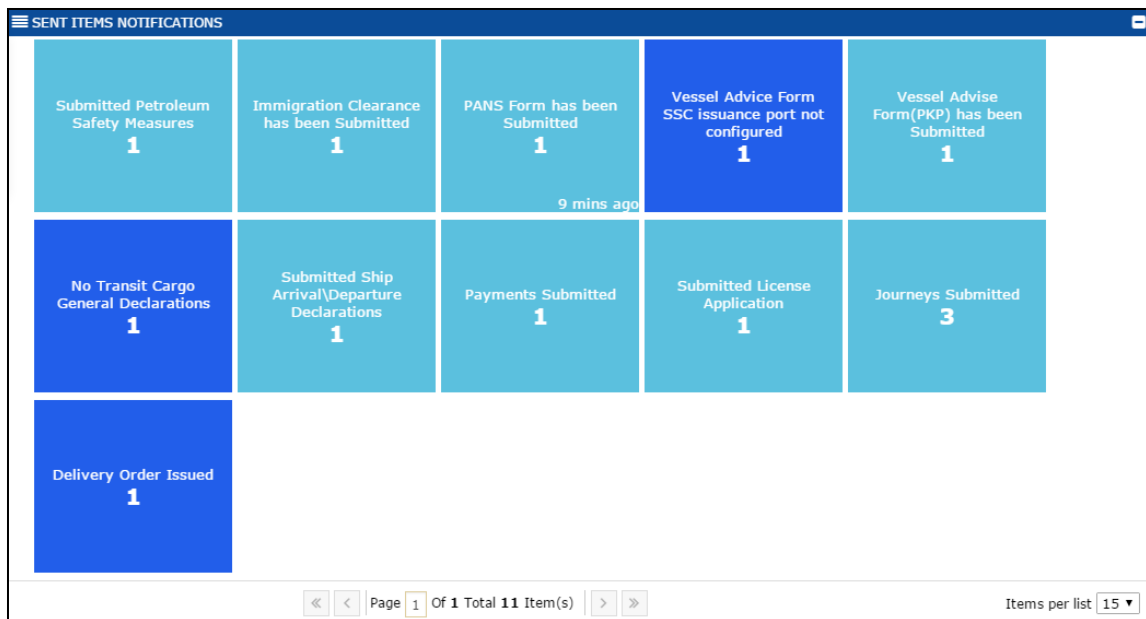 SENT ITEMS NOTIFICATIONS
Submitted Petroleum
Safety Measures
1
Immigration Clearance
has been Submitted
1
PANS Form has been
Submitted
1
9 mins ago
Vessel Advice Form
SSC issuance port not
configured
1
Vessel Advise
Form(PKP) has been
Submitted
1
No Transit Cargo
General Declarations
1
Submitted Ship
Arrival\Departure
Declarations
1
Payments Submitted
1
Submitted License
Application
1
Journeys Submitted
3
Delivery Order Issued
1
Page 1 Of 1 Total 11 Item(s)
Items per list 15